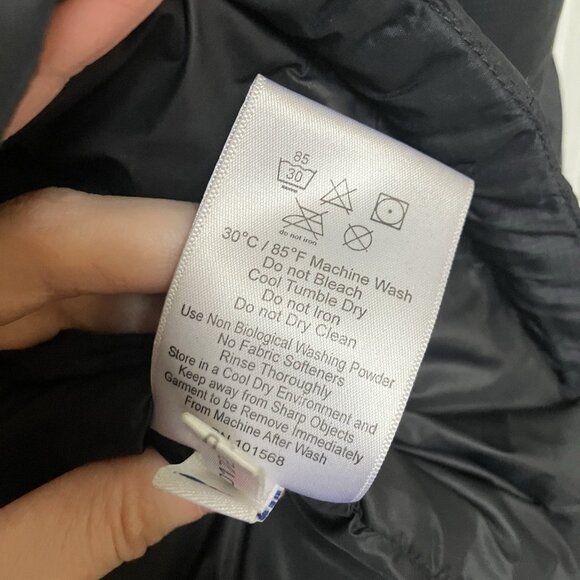 85
30
do not iron
30°C / 85°F Machine Wash
Do not Bleach
Cool Tumble Dry
Do not Iron
Do not Dry Clean
Use Non Biological Washing Powder
No Fabric Softeners
Rinse Thoroughly
Store in a Cool Dry Environment and
Keep away from Sharp Objects
Garment to be Remove Immediately
From Machine After Wash
101568